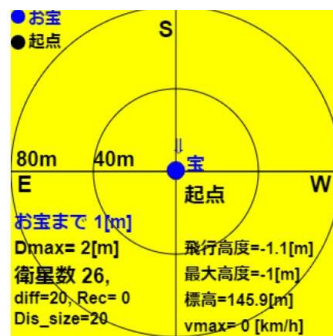 お宝
起点
S
⇓
宝
80m 40m
E W
起点
お宝まで 1[m]
Dmax= 2[m]
衛星数 26,
diff=20, Rec= 0
Dis_size=20
飛行高度=-1.1[m]
最大高度=-1[m]
標高=145.9[m]
vmax= 0 [km/h]